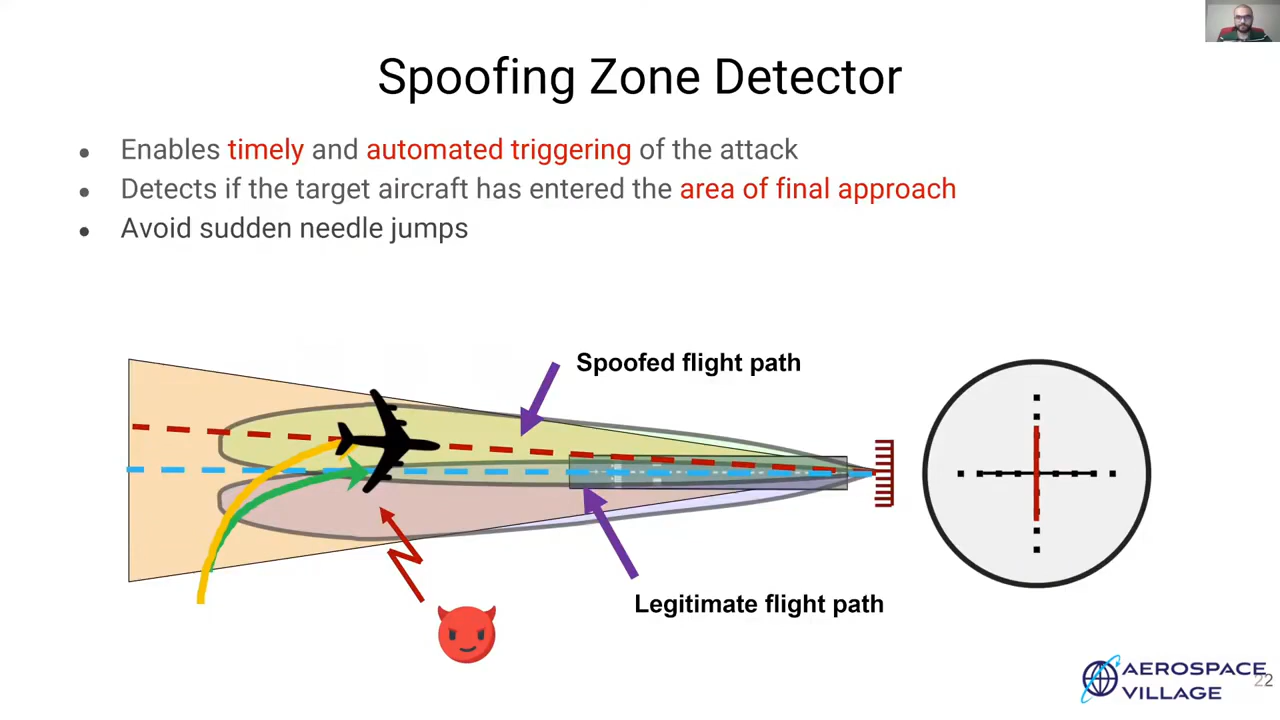 Spoofing Zone Detector
● Enables timely and automated triggering of the attack
● Detects if the target aircraft has entered the area of final approach
● Avoid sudden needle jumps
Spoofed flight path
Legitimate flight path
AEROSPACE
VILLAGE
22